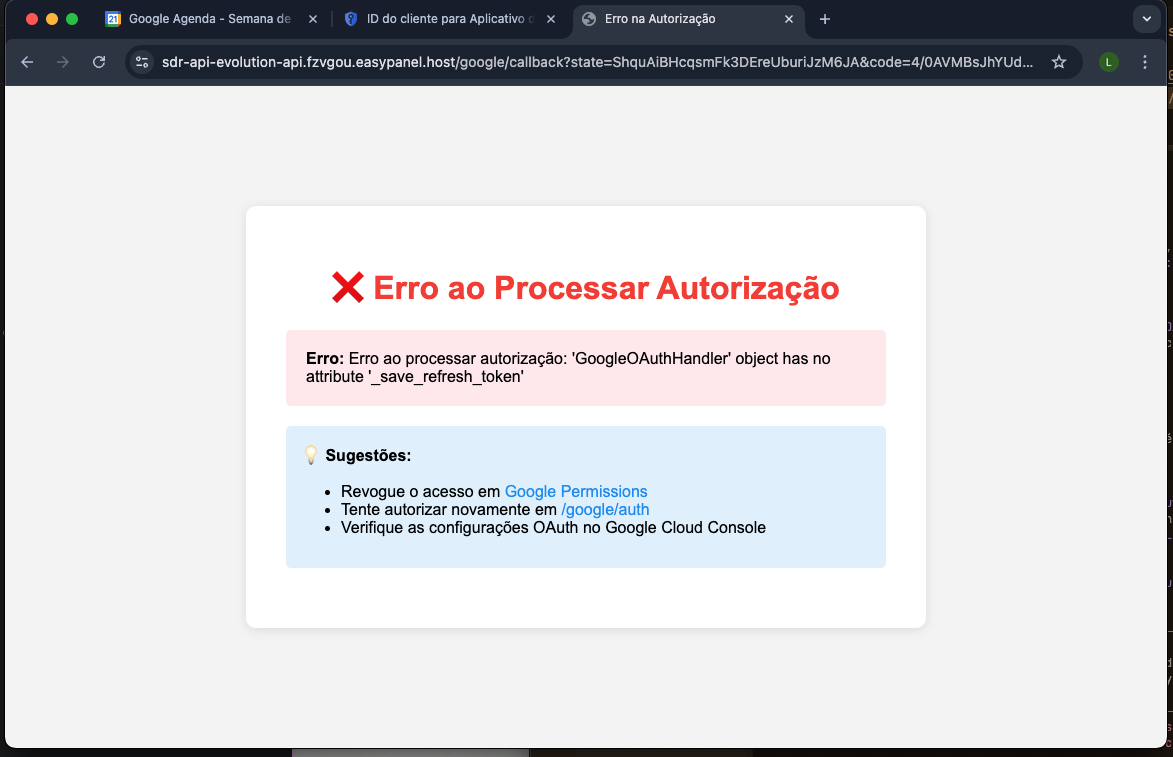 21 Google Agenda - Semana de
ID do cliente para Aplicativo d
Erro na Autorização
sdr-api-evolution-api.fzvgou.easypanel.host/google/callback?state=ShquAiBHcqsmFk3DEreUburiJzM6JA&code=4/0AVMBsJhYUd...
L
❌ Erro ao Processar Autorização
Erro: Erro ao processar autorização: 'GoogleOAuthHandler' object has no
attribute '_save_refresh_token'
💡 Sugestões:
• Revogue o acesso em Google Permissions
• Tente autorizar novamente em /google/auth
• Verifique as configurações OAuth no Google Cloud Console